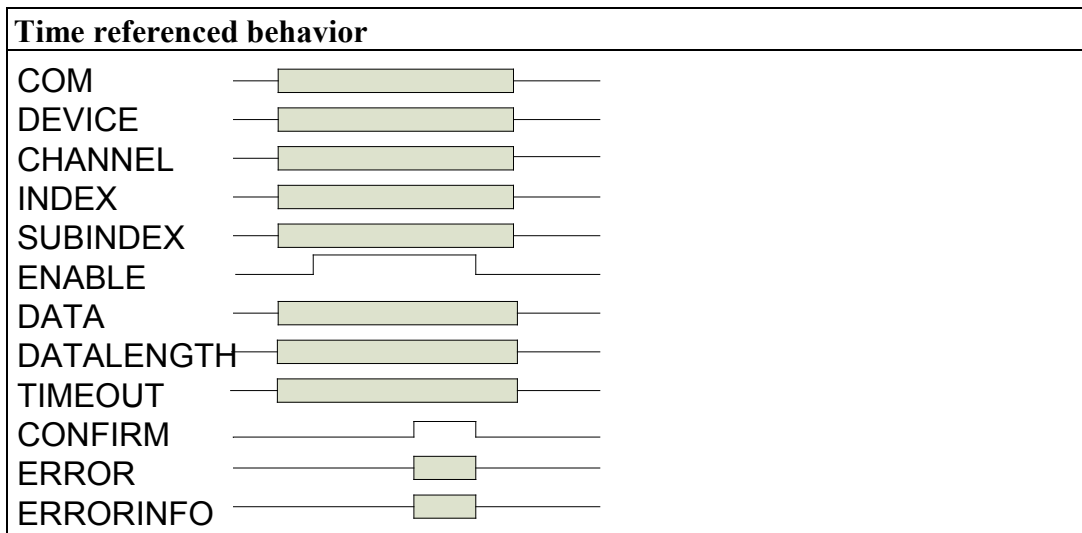 Time referenced behavior
COM
DEVICE
CHANNEL
INDEX
SUBINDEX
ENABLE
DATA
DATALENGTH
TIMEOUT
CONFIRM
ERROR
ERRORINFO